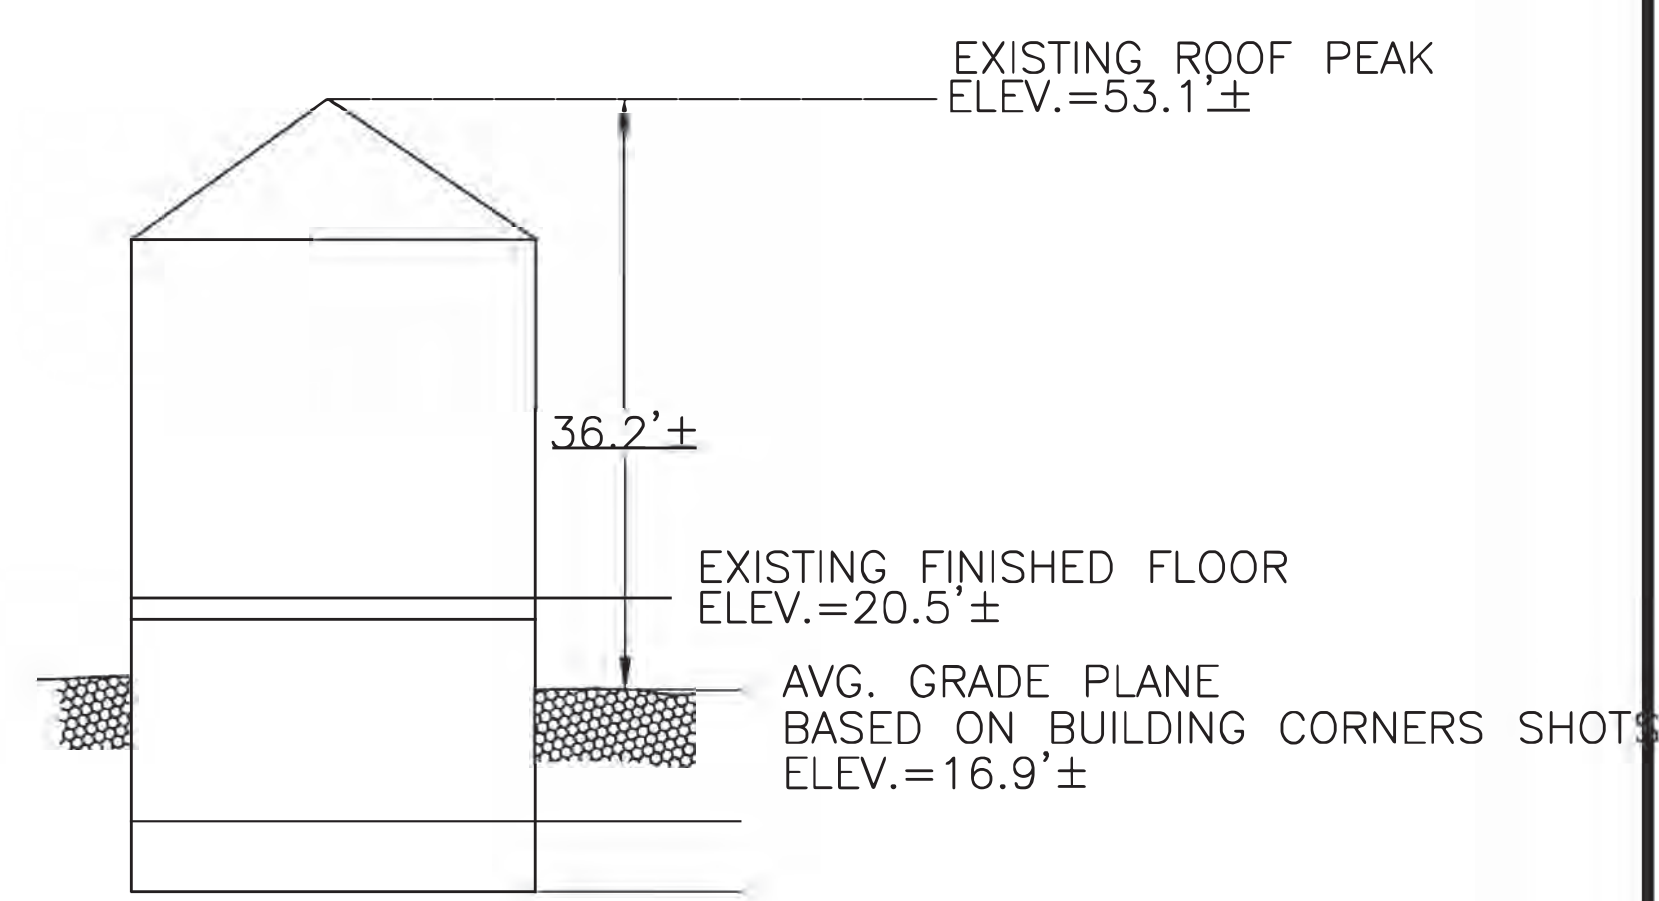 EXISTING ROOF PEAK
ELEV.=53.1'±
36.2'±
EXISTING FINISHED FLOOR
ELEV.=20.5'±
AVG. GRADE PLANE
BASED ON BUILDING CORNERS SHOTS
ELEV.=16.9'±